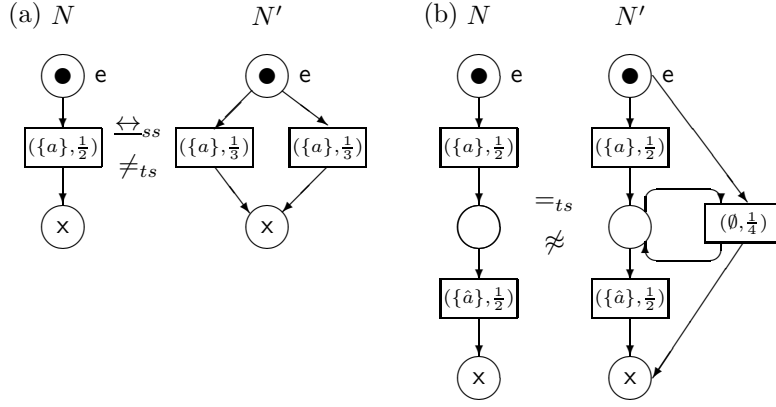 (a) N N′ (b) N N′
e e e e
({a},1/2) ↔ss ({a},1/3) ({a},1/3) ({a},1/2) ({a},1/2)
≠ts =ts
x x (∅,1/4)
≉
({â},1/2) ({â},1/2)
x x